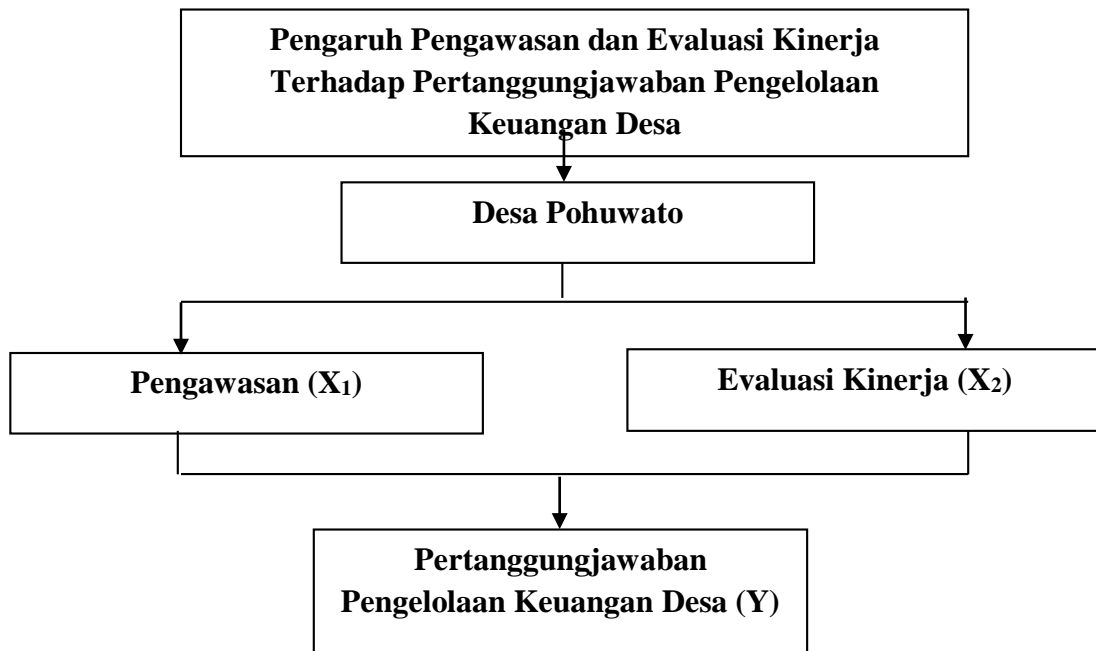 Pengaruh Pengawasan dan Evaluasi Kinerja
Terhadap Pertanggungjawaban Pengelolaan
Keuangan Desa
Desa Pohuwato
Pengawasan (X₁)
Evaluasi Kinerja (X₂)
Pertanggungjawaban
Pengelolaan Keuangan Desa (Y)